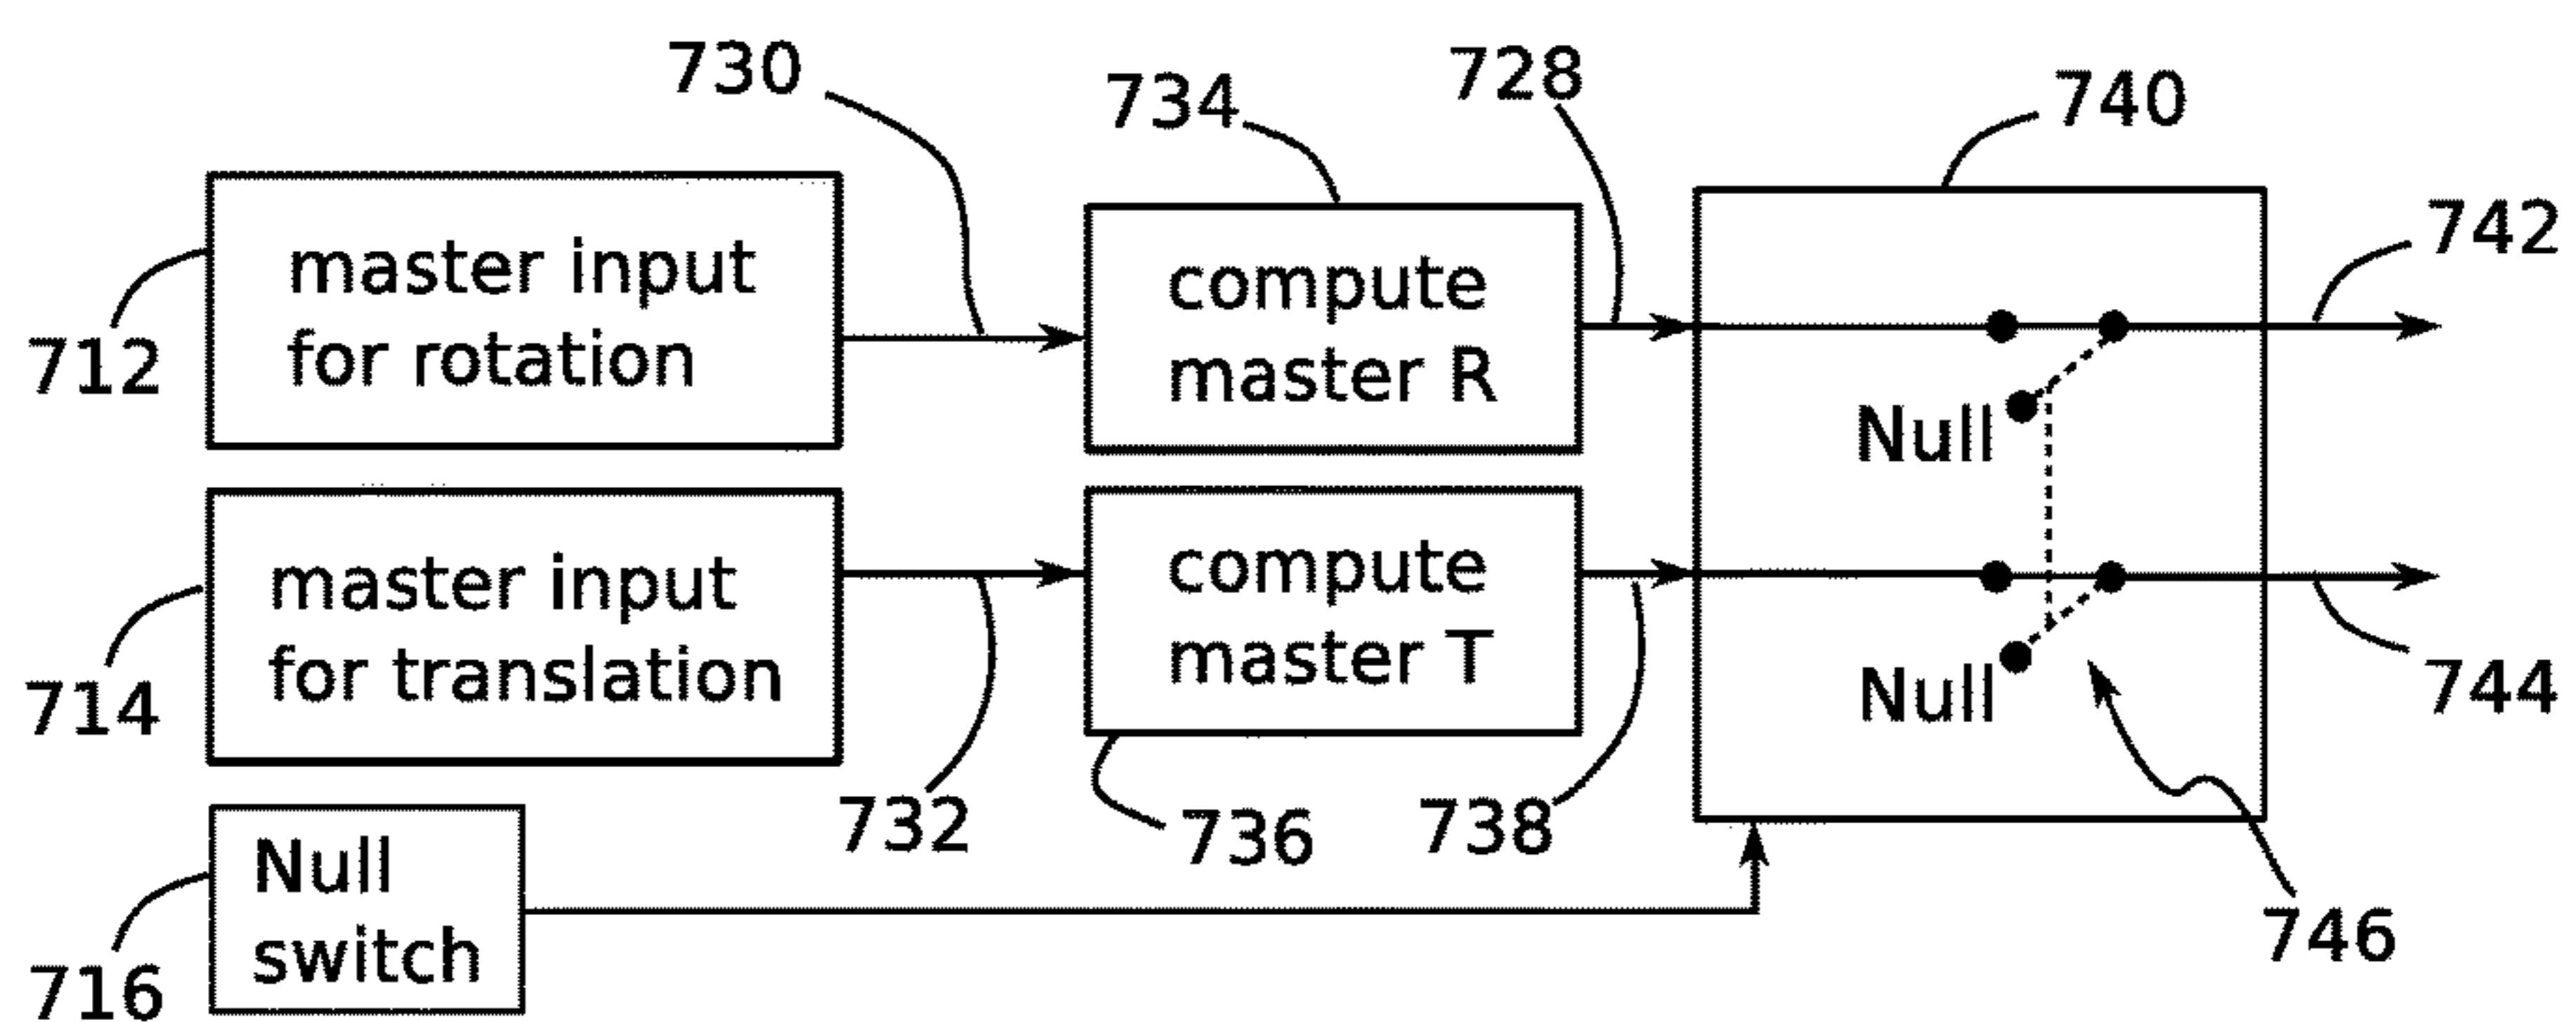 730
734
728
740
742
712
master input
for rotation
compute
master R
Null
714
master input
for translation
compute
master T
Null
744
732
736
738
746
716
Null
switch